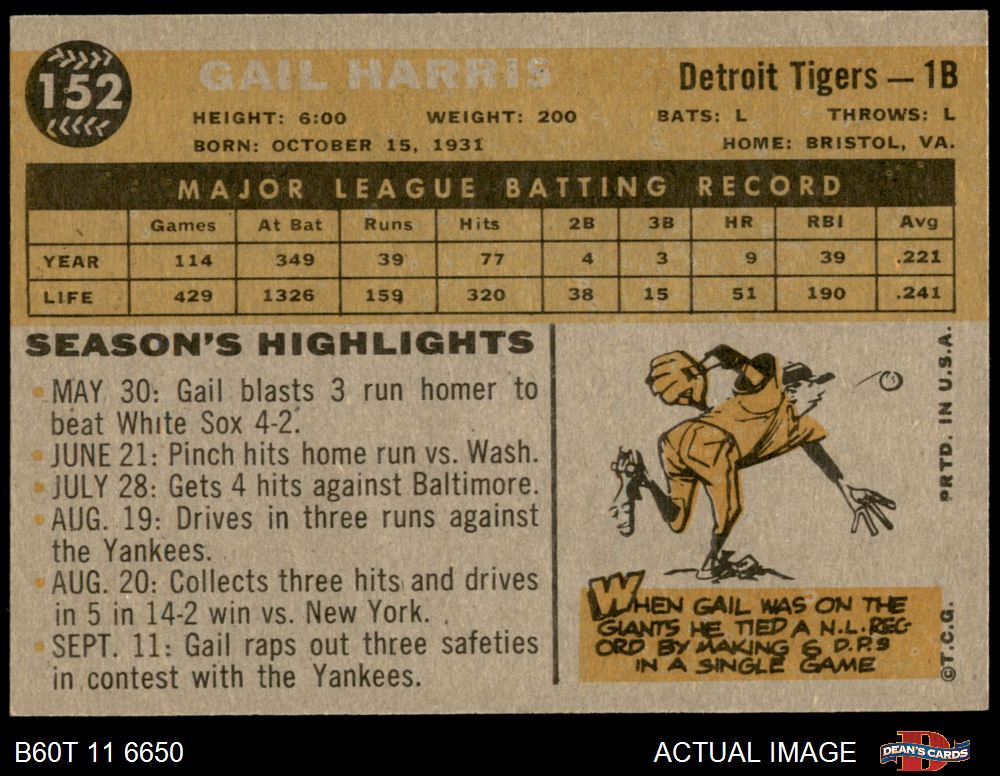 152
GAIL HARRIS
Detroit Tigers — 1B
HEIGHT: 6:00 WEIGHT: 200 BATS: L THROWS: L
BORN: OCTOBER 15, 1931 HOME: BRISTOL, VA.
MAJOR LEAGUE BATTING RECORD
Games At Bat Runs Hits 2B 3B HR RBI Avg
YEAR 114 349 39 77 4 3 9 39 .221
LIFE 429 1326 159 320 38 15 51 190 .241
SEASON'S HIGHLIGHTS
• MAY 30: Gail blasts 3 run homer to
beat White Sox 4-2.
• JUNE 21: Pinch hits home run vs. Wash.
• JULY 28: Gets 4 hits against Baltimore.
• AUG. 19: Drives in three runs against
the Yankees.
• AUG. 20: Collects three hits and drives
in 5 in 14-2 win vs. New York.
• SEPT. 11: Gail raps out three safeties
in contest with the Yankees.
WHEN GAIL WAS ON THE
GIANTS HE TIED A N.L. REC-
ORD BY MAKING 6 D.P.S
IN A SINGLE GAME
©T.C.G. PRTD. IN U.S.A.
B60T 11 6650 ACTUAL IMAGE
D
DEAN'S CARDS